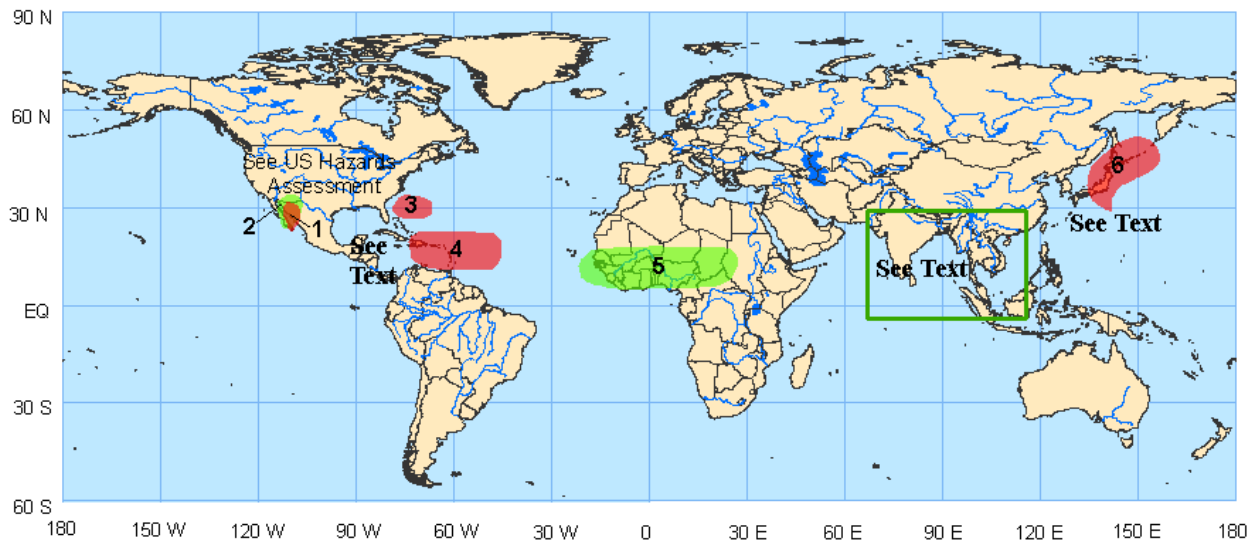 90 N
60 N
30 N
EQ
30 S
60 S
See US Hazards
Assessment
2
1
3
See
Text
4
5
See Text
6
See Text
180
150 W
120 W
90 W
60 W
30 W
0
30 E
60 E
90 E
120 E
150 E
180